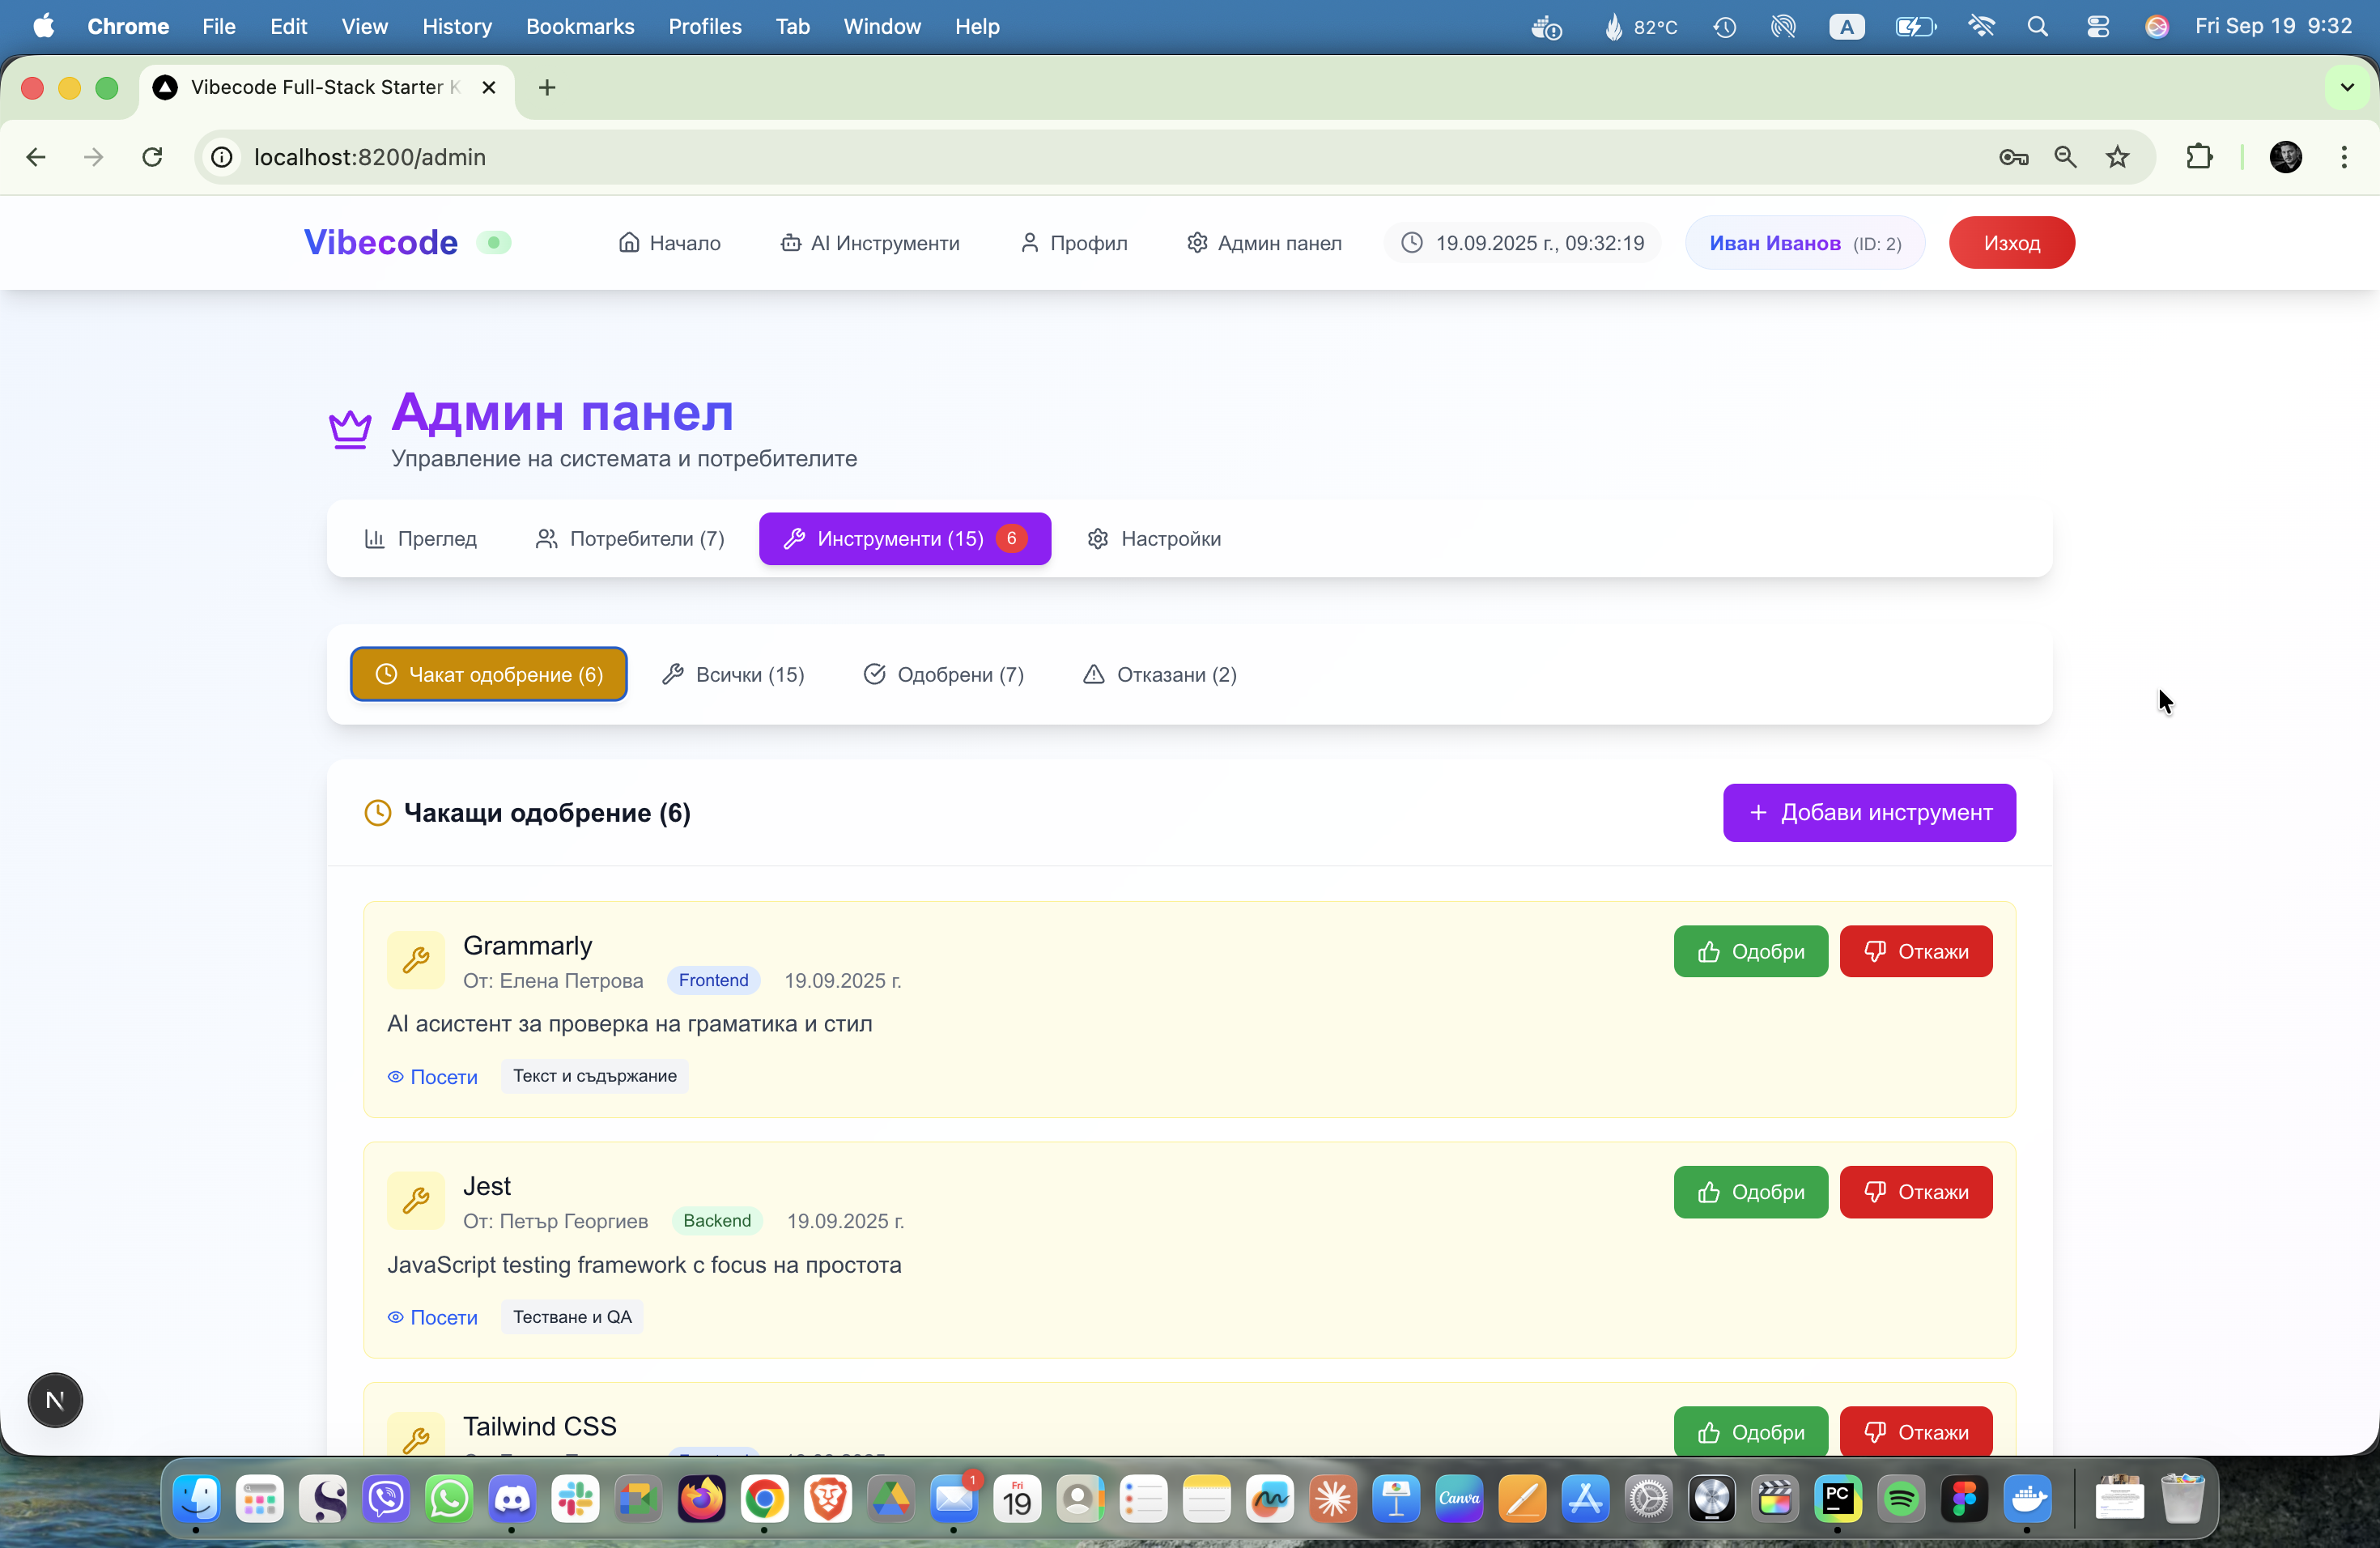 Chrome File Edit View History Bookmarks Profiles Tab Window Help 82°C A Fri Sep 19 9:32
Vibecode Full-Stack Starter K
localhost:8200/admin
Vibecode Начало AI Инструменти Профил Админ панел 19.09.2025 г., 09:32:19 Иван Иванов (ID: 2) Изход
Админ панел
Управление на системата и потребителите
Преглед Потребители (7) Инструменти (15) 6 Настройки
Чакат одобрение (6) Всички (15) Одобрени (7) Отказани (2)
Чакащи одобрение (6) + Добави инструмент
Grammarly Одобри Откажи
От: Елена Петрова Frontend 19.09.2025 г.
AI асистент за проверка на граматика и стил
Посети Текст и съдържание
Jest Одобри Откажи
От: Петър Георгиев Backend 19.09.2025 г.
JavaScript testing framework с focus на простота
Посети Тестване и QA
N
Tailwind CSS Одобри Откажи
1 Fri
19 Canva PC